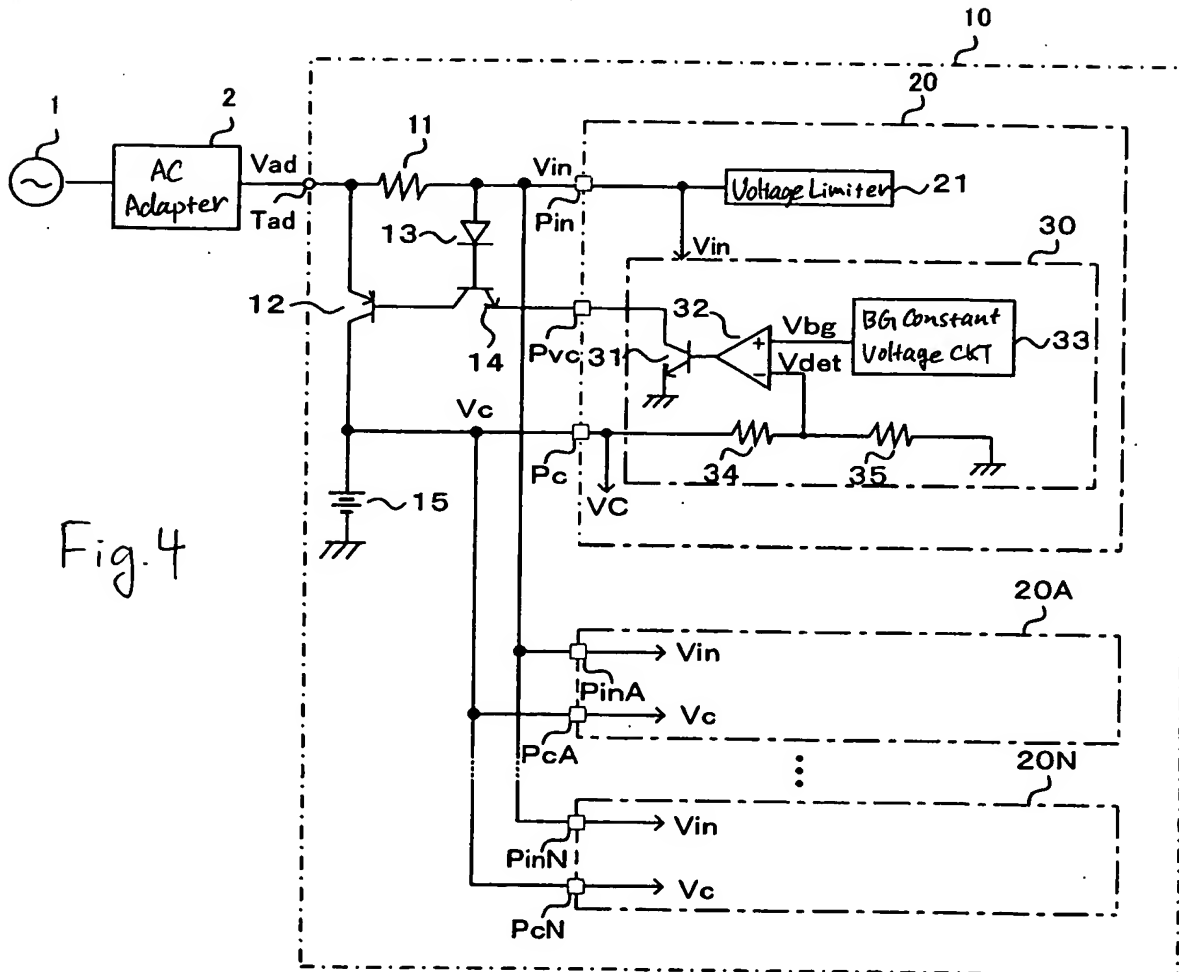 10
20
1
2
11
AC
Adapter
Vad
Tad
Vin
Pin
Voltage Limiter
21
13
Vin
30
12
14
Pvc
31
32
Vbg
Vdet
BG Constant
Voltage CKT
33
Vc
Pc
VC
34
35
15
Fig. 4
20A
Vin
PinA
Vc
PcA
20N
Vin
PinN
Vc
PcN